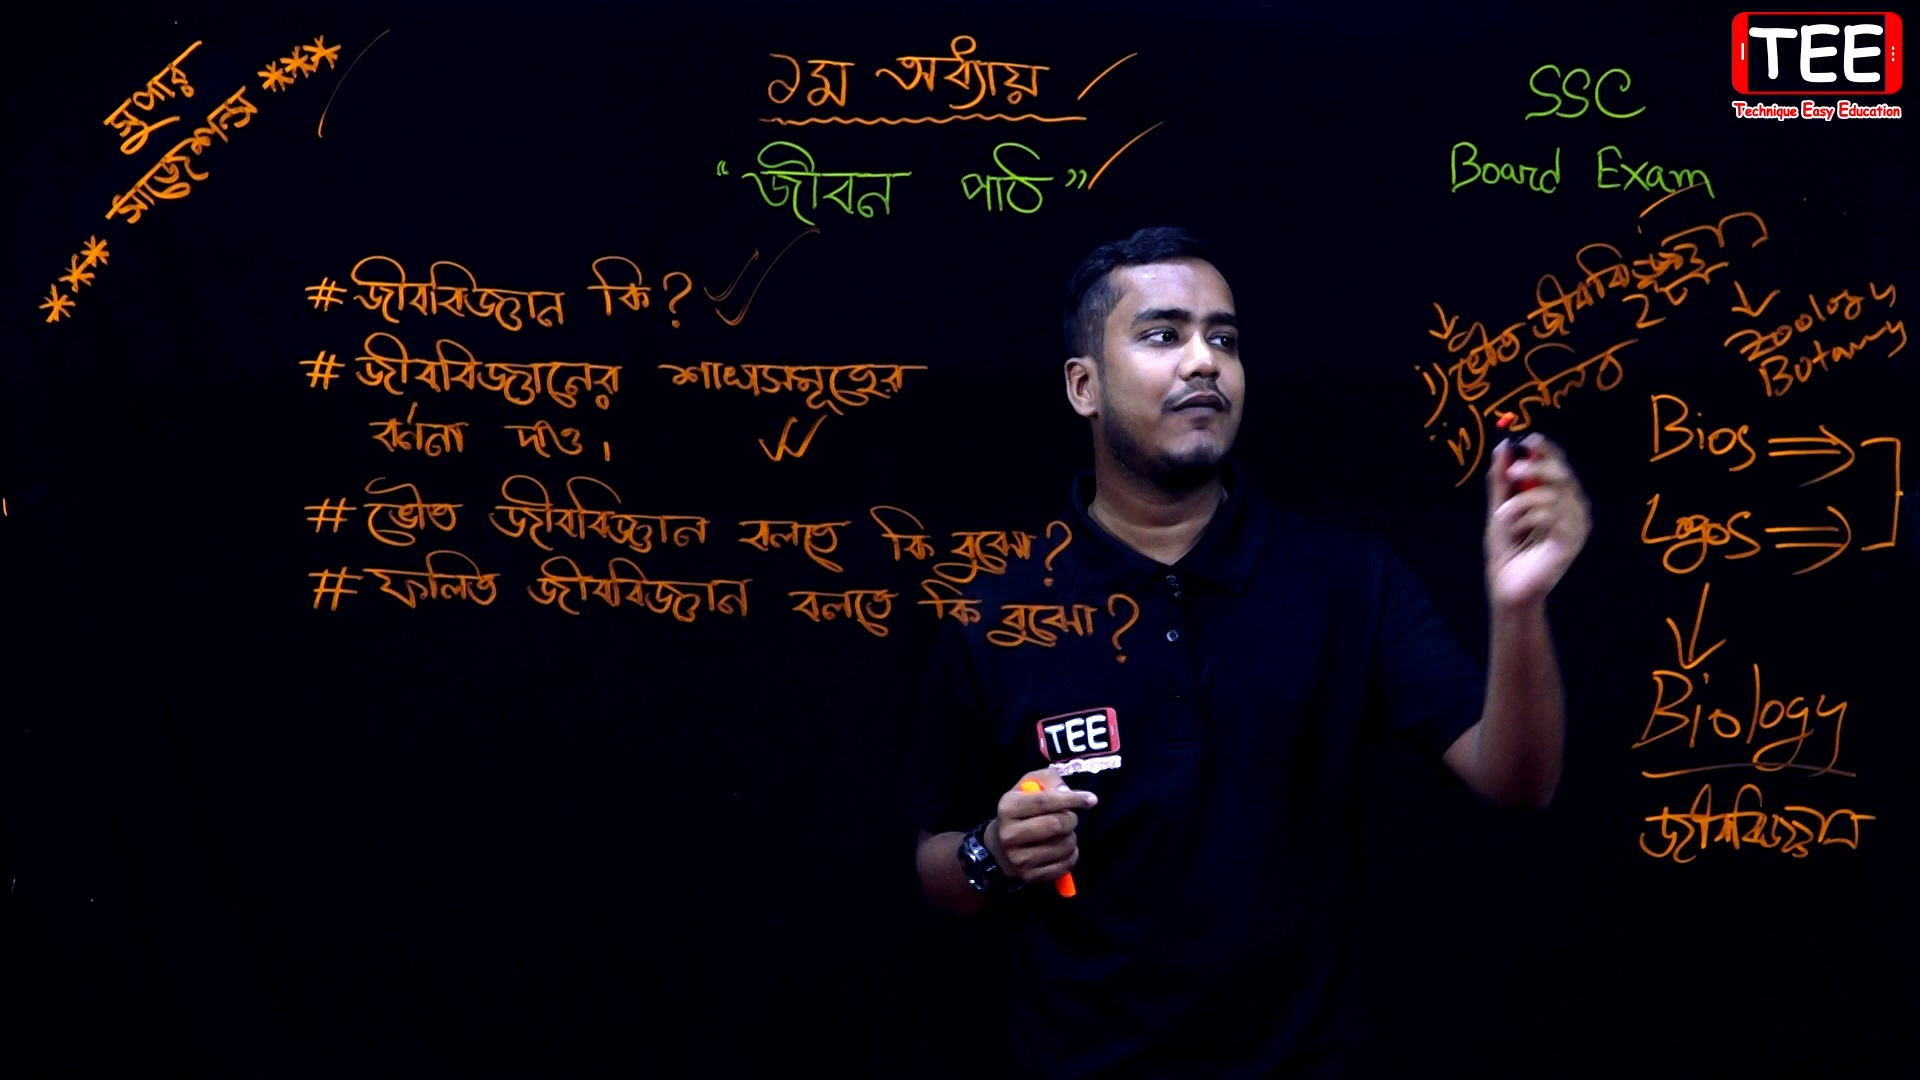 সুপার
সাজেশন্স
১ম অধ্যায়
"জীবন পাঠ"
SSC
Board Exam
TEE
Technique Easy Education
# জীববিজ্ঞান কি?
# জীববিজ্ঞানের শাখাসমূহের
বর্ণনা দাও।
# ভৌত জীববিজ্ঞান বলতে কি বুঝো?
# ফলিত জীববিজ্ঞান বলতে কি বুঝো?
i) ভৌত জীববিজ্ঞান
ii) ফলিত
Zoology
Botany
Bios ⇒
Logos ⇒
Biology
জীববিজ্ঞান
TEE